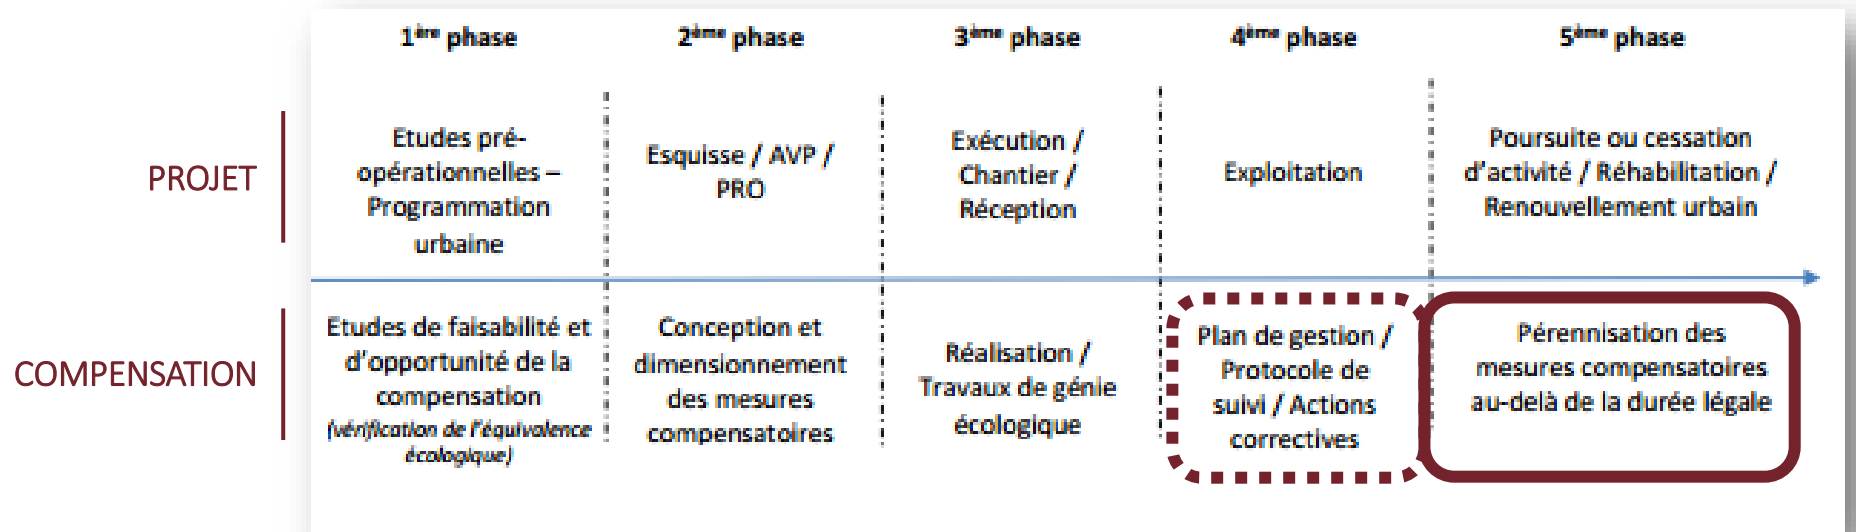 1ère phase
2ème phase
3ème phase
4ème phase
5ème phase
PROJET
Etudes pré-
opérationnelles –
Programmation
urbaine
Esquisse / AVP /
PRO
Exécution /
Chantier /
Réception
Exploitation
Poursuite ou cessation
d'activité / Réhabilitation /
Renouvellement urbain
COMPENSATION
Etudes de faisabilité et
d'opportunité de la
compensation
(vérification de l'équivalence
écologique)
Conception et
dimensionnement
des mesures
compensatoires
Réalisation /
Travaux de génie
écologique
Plan de gestion /
Protocole de
suivi / Actions
correctives
Pérennisation des
mesures compensatoires
au-delà de la durée légale